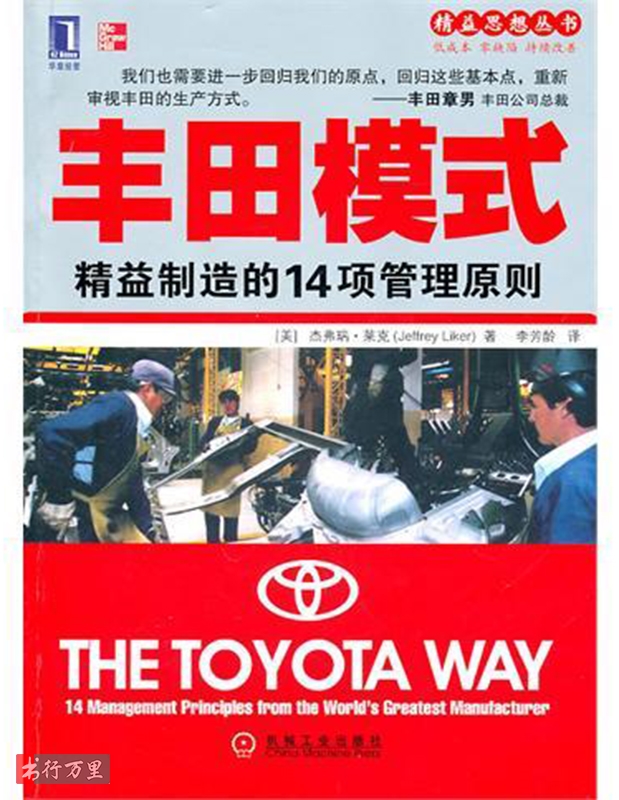 精益思想丛书
McGraw Hill
华章经管
低成本 零缺陷 持续改善
我们也需要进一步回归我们的原点，回归这些基本点，重新
审视丰田的生产方式。 ——丰田章男 丰田公司总裁
丰田模式
精益制造的14项管理原则
[美] 杰弗瑞·莱克 (Jeffrey Liker) 著 李芳龄 译
THE TOYOTA WAY
14 Management Principles from the World's Greatest Manufacturer
机械工业出版社
China Machine Press
书行万里